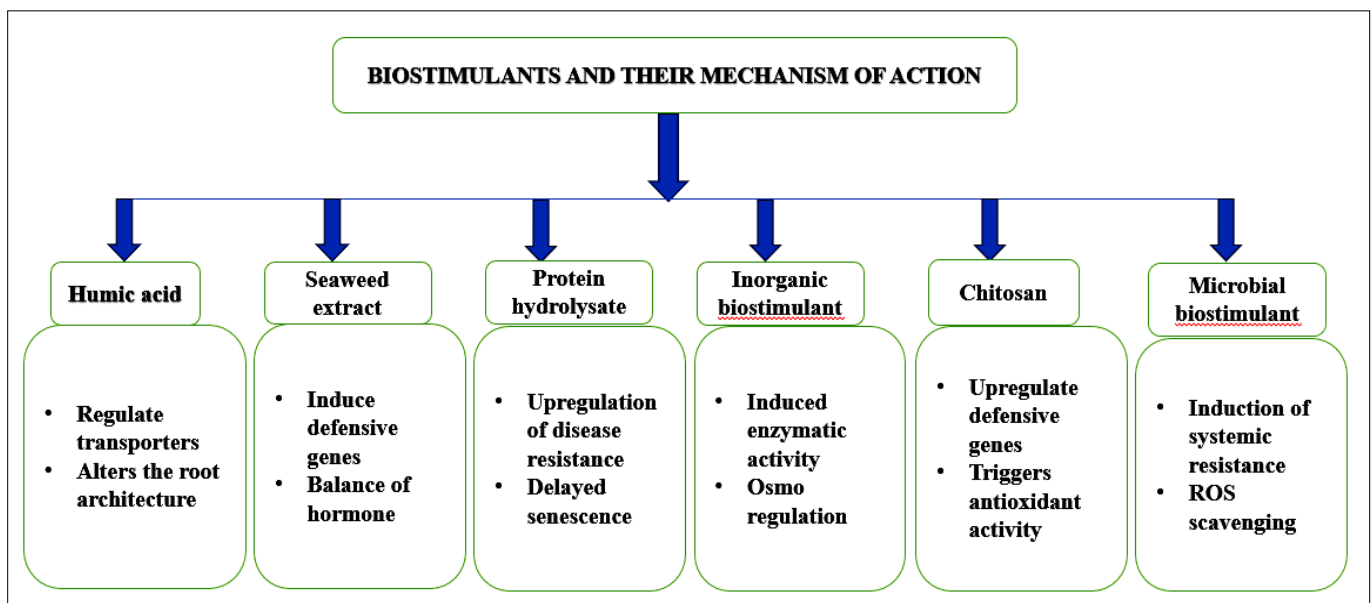 BIOSTIMULANTS AND THEIR MECHANISM OF ACTION
Humic acid
• Regulate
transporters
• Alters the root
architecture
Seaweed
extract
• Induce
defensive
genes
• Balance of
hormone
Protein
hydrolysate
• Upregulation
of disease
resistance
• Delayed
senescence
Inorganic
biostimulant
• Induced
enzymatic
activity
• Osmo
regulation
Chitosan
• Upregulate
defensive
genes
• Triggers
antioxidant
activity
Microbial
biostimulant
• Induction of
systemic
resistance
• ROS
scavenging